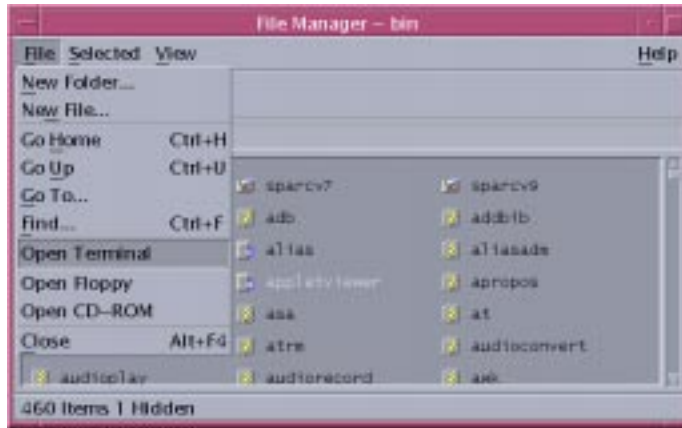 File Manager – bin
File Selected View Help
New Folder...
New File...
Go Home Ctrl+H
Go Up Ctrl+U
Go To...
Find... Ctrl+F
Open Terminal
Open Floppy
Open CD–ROM
Close Alt+F4
sparcv7 sparcv9
adb addbib
alias aliasadm
appletviewer apropos
asa at
atrm audioconvert
audioplay audiorecord awk
460 Items 1 Hidden